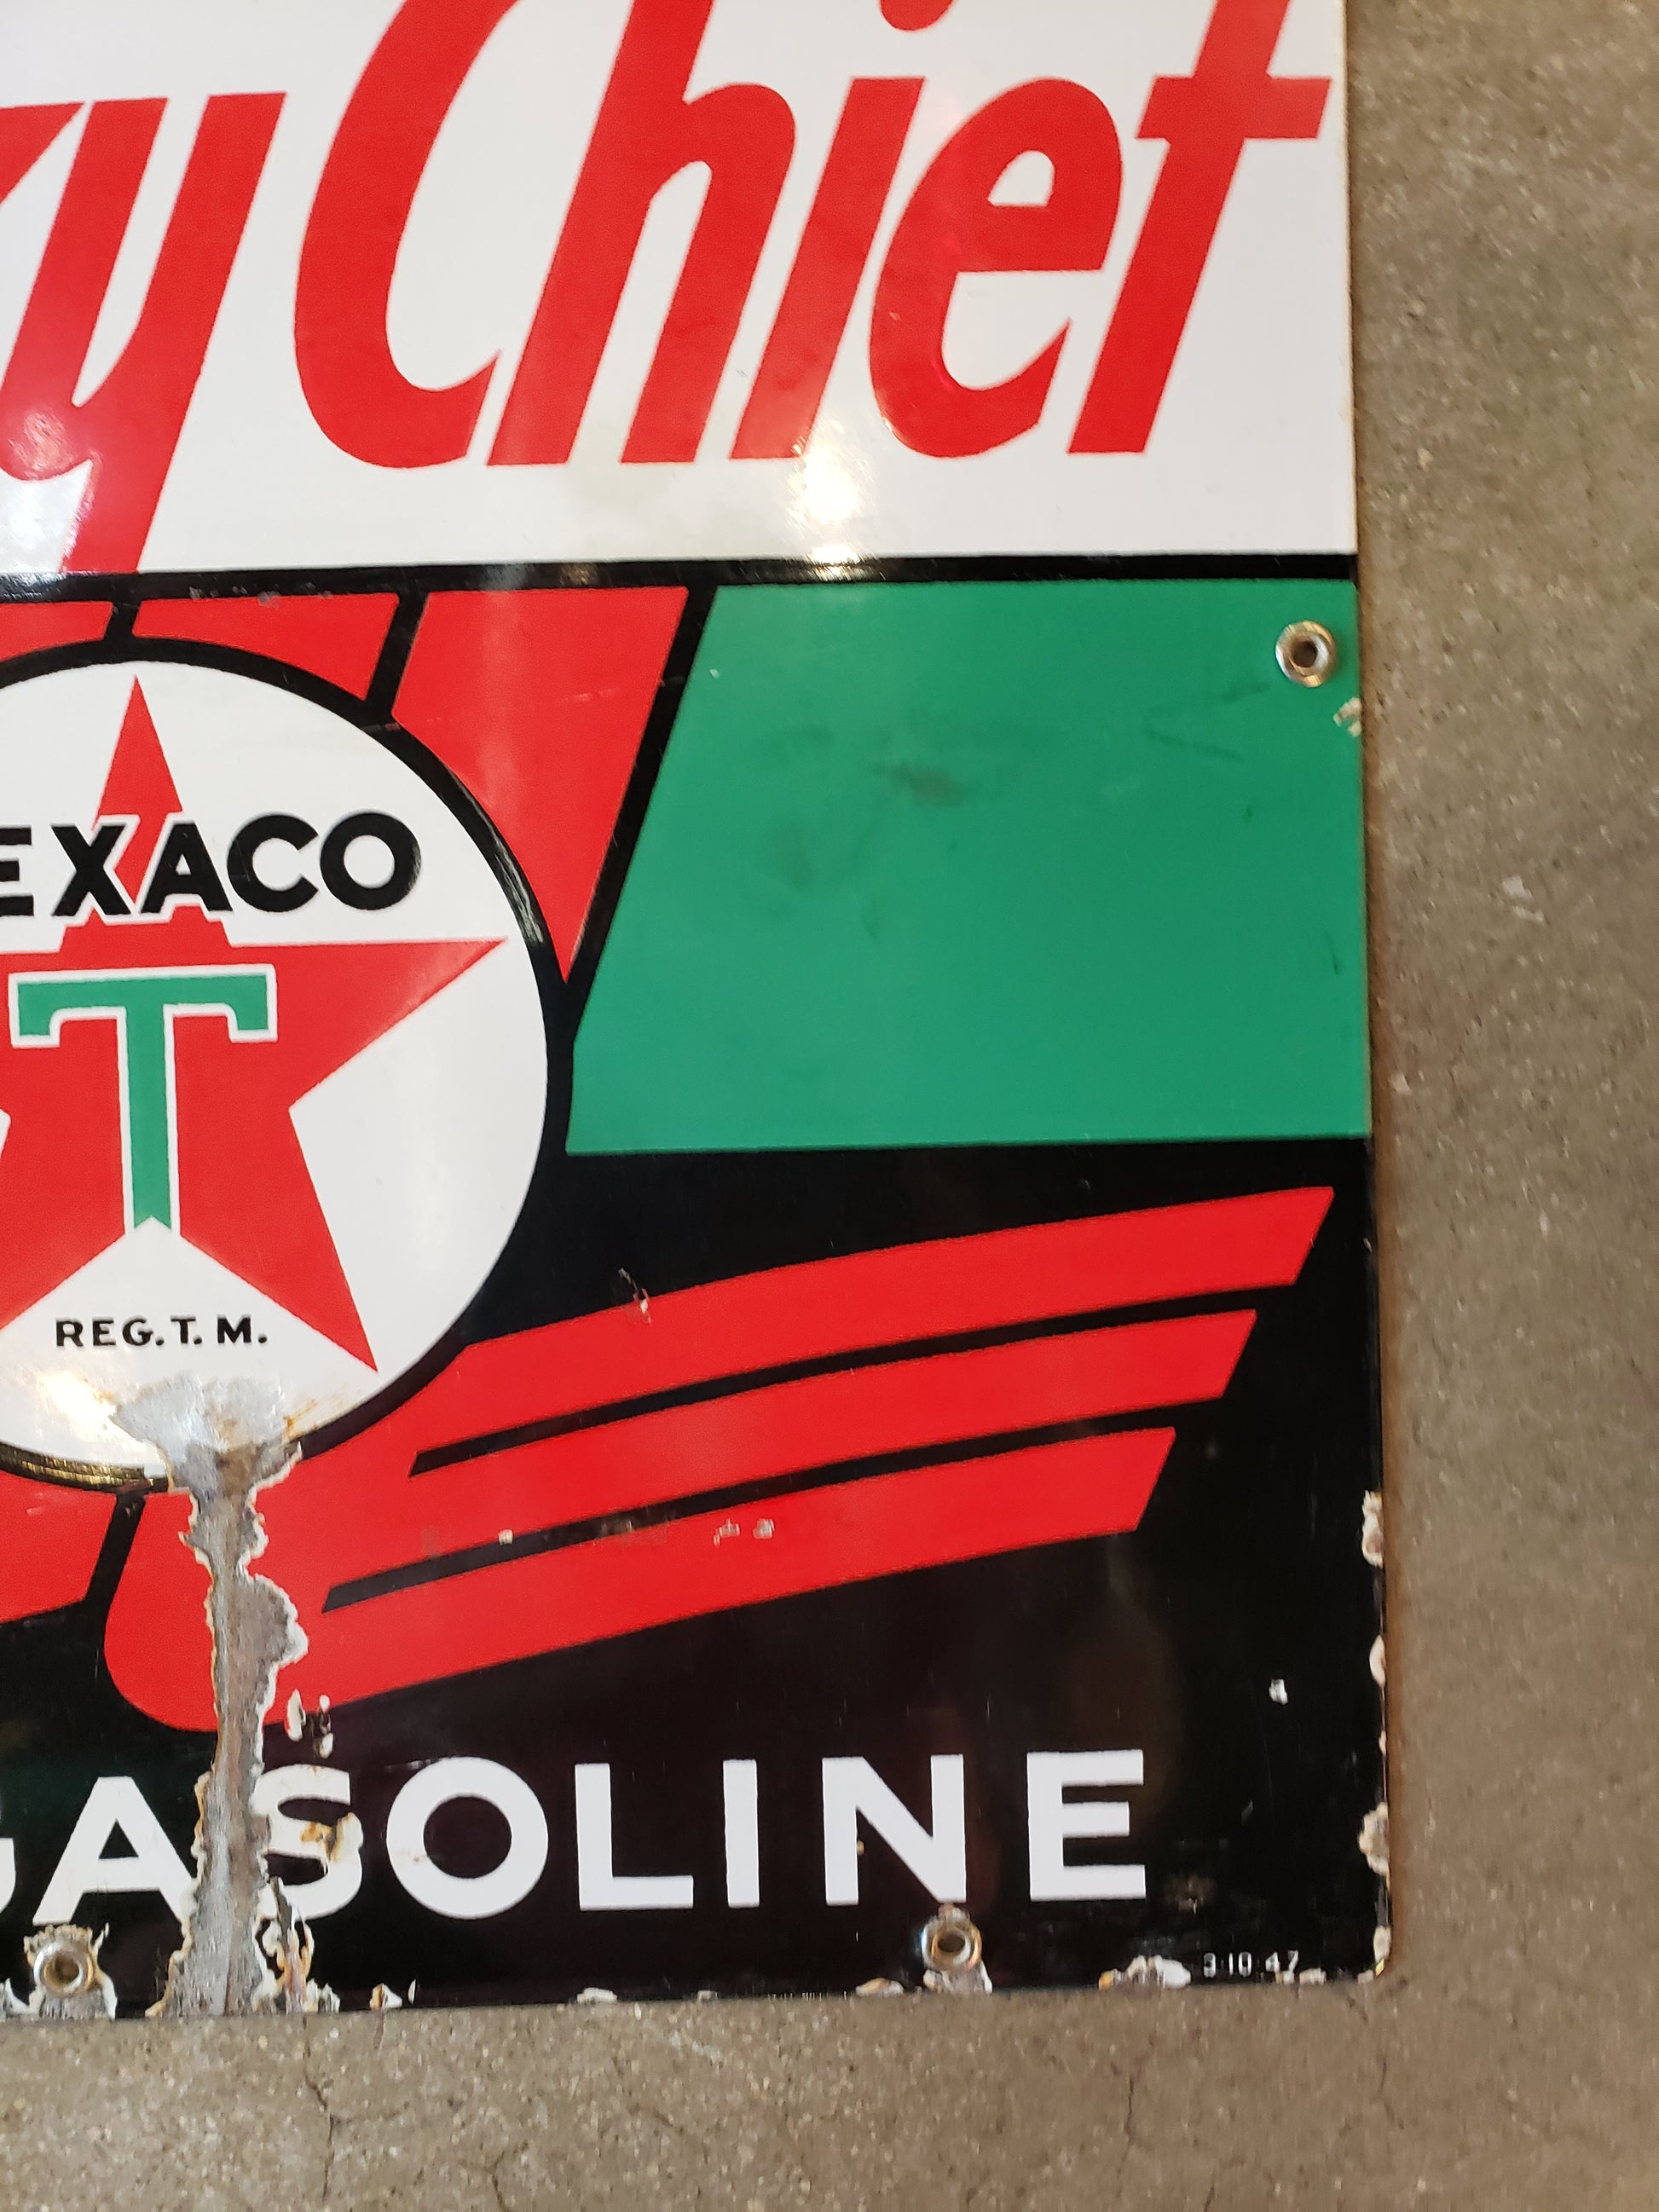 y Chief
EXACO
T
REG. T. M.
GASOLINE
3-10-47